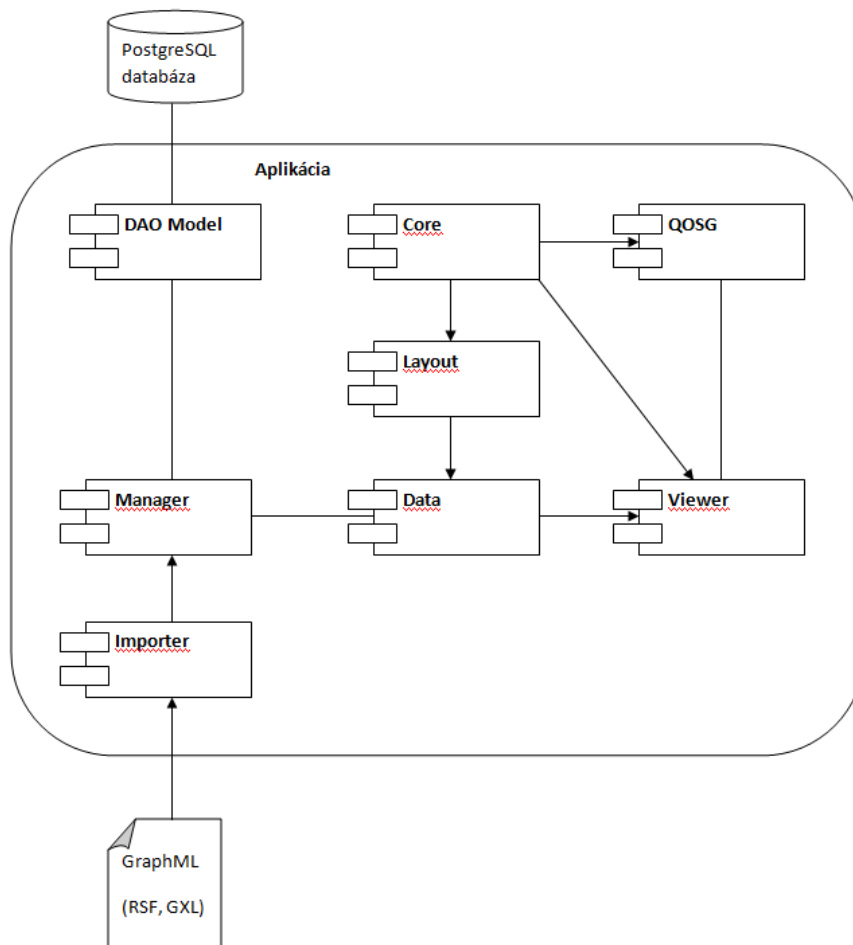 PostgreSQL
databáza
Aplikácia
DAO Model
Core
QOSG
Layout
Manager
Data
Viewer
Importer
GraphML
(RSF, GXL)